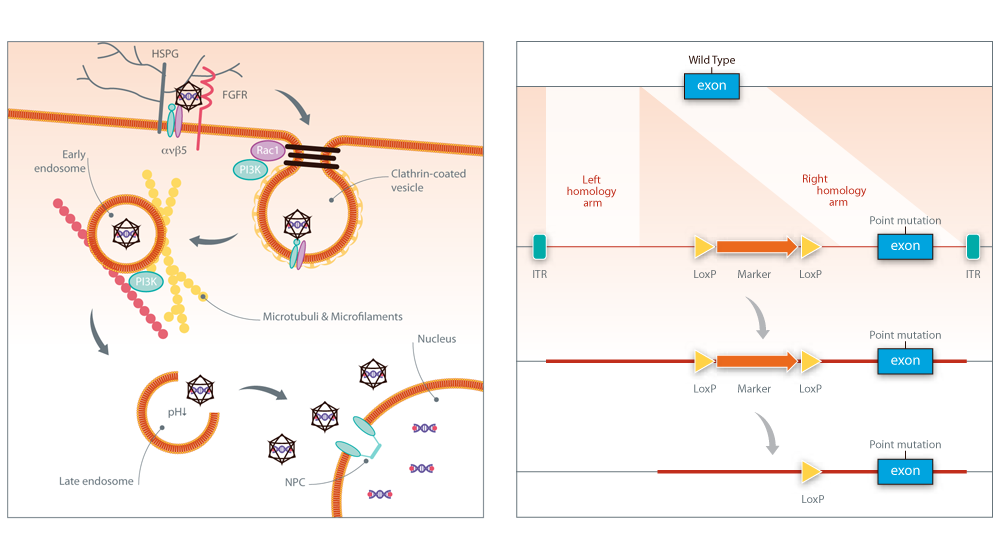 HSPG
FGFR
ανβ5
Rac1
PI3K
Early
endosome
Clathrin-coated
vesicle
PI3K
Microtubuli & Microfilaments
Nucleus
pH↓
Late endosome
NPC
Wild Type
exon
Left
homology
arm
Right
homology
arm
Point mutation
exon
ITR
LoxP
Marker
LoxP
ITR
Point mutation
exon
LoxP
Marker
LoxP
Point mutation
exon
LoxP